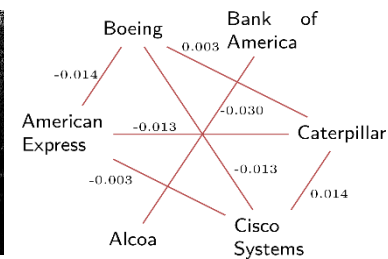 Boeing
Bank of
America
0.003
-0.014
-0.030
American
Express
-0.013
Caterpillar
-0.003
-0.013
0.014
Alcoa
Cisco
Systems